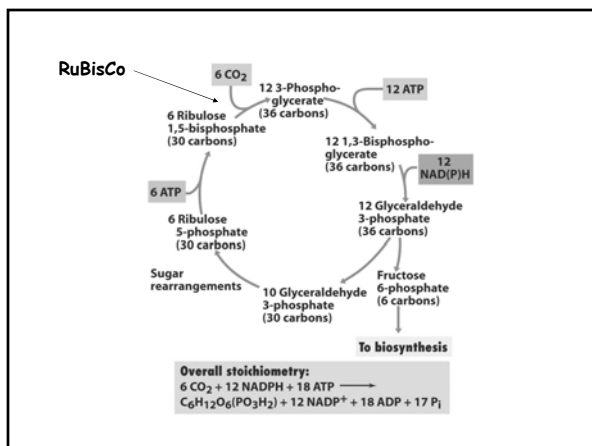 RuBisCo
6 CO₂
12 3-Phospho-
glycerate
(36 carbons)
12 ATP
6 Ribulose
1,5-bisphosphate
(30 carbons)
12 1,3-Bisphospho-
glycerate
(36 carbons)
12
NAD(P)H
6 ATP
12 Glyceraldehyde
3-phosphate
(36 carbons)
6 Ribulose
5-phosphate
(30 carbons)
Fructose
6-phosphate
(6 carbons)
Sugar
rearrangements
10 Glyceraldehyde
3-phosphate
(30 carbons)
To biosynthesis
Overall stoichiometry:
6 CO₂ + 12 NADPH + 18 ATP ⟶
C₆H₁₂O₆(PO₃H₂) + 12 NADP⁺ + 18 ADP + 17 Pᵢ